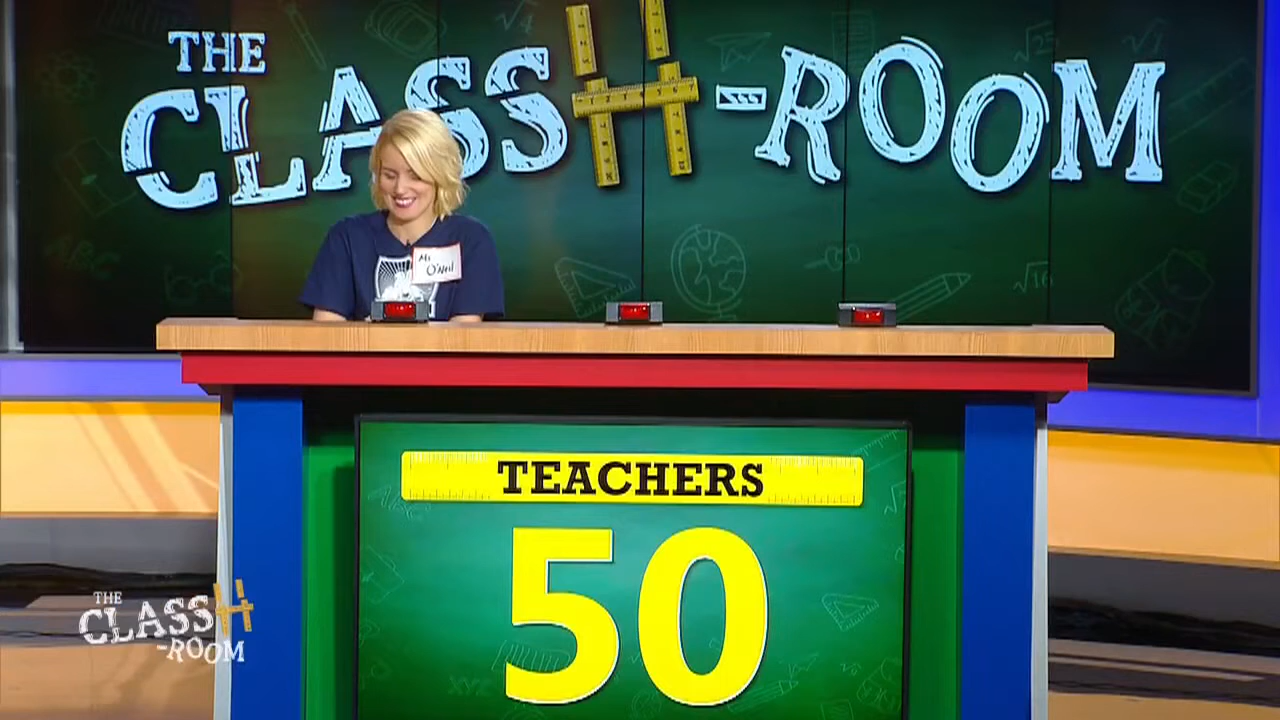 THE
CLASSH-ROOM
Ms
O'Neil
TEACHERS
50
THE
CLASSH
-ROOM